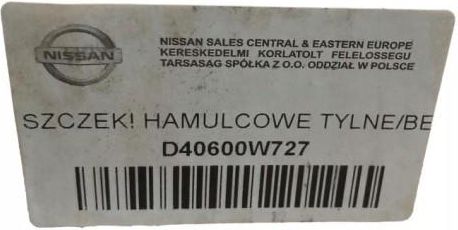 NISSAN
NISSAN SALES CENTRAL & EASTERN EUROPE
KERESKEDELMI KORLATOLT FELELOSSEGU
TARSASAG SPÓŁKA Z O.O. ODDZIAŁ W POLSCE
SZCZEK! HAMULCOWE TYLNE/BE
D40600W727